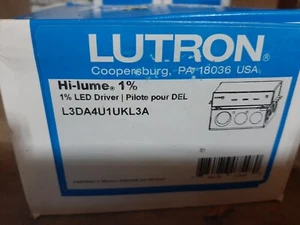 LUTRON
Coopersburg, PA 18036 USA
Hi-lume® 1%
1% LED Driver | Pilote pour DEL
L3DA4U1UKL3A